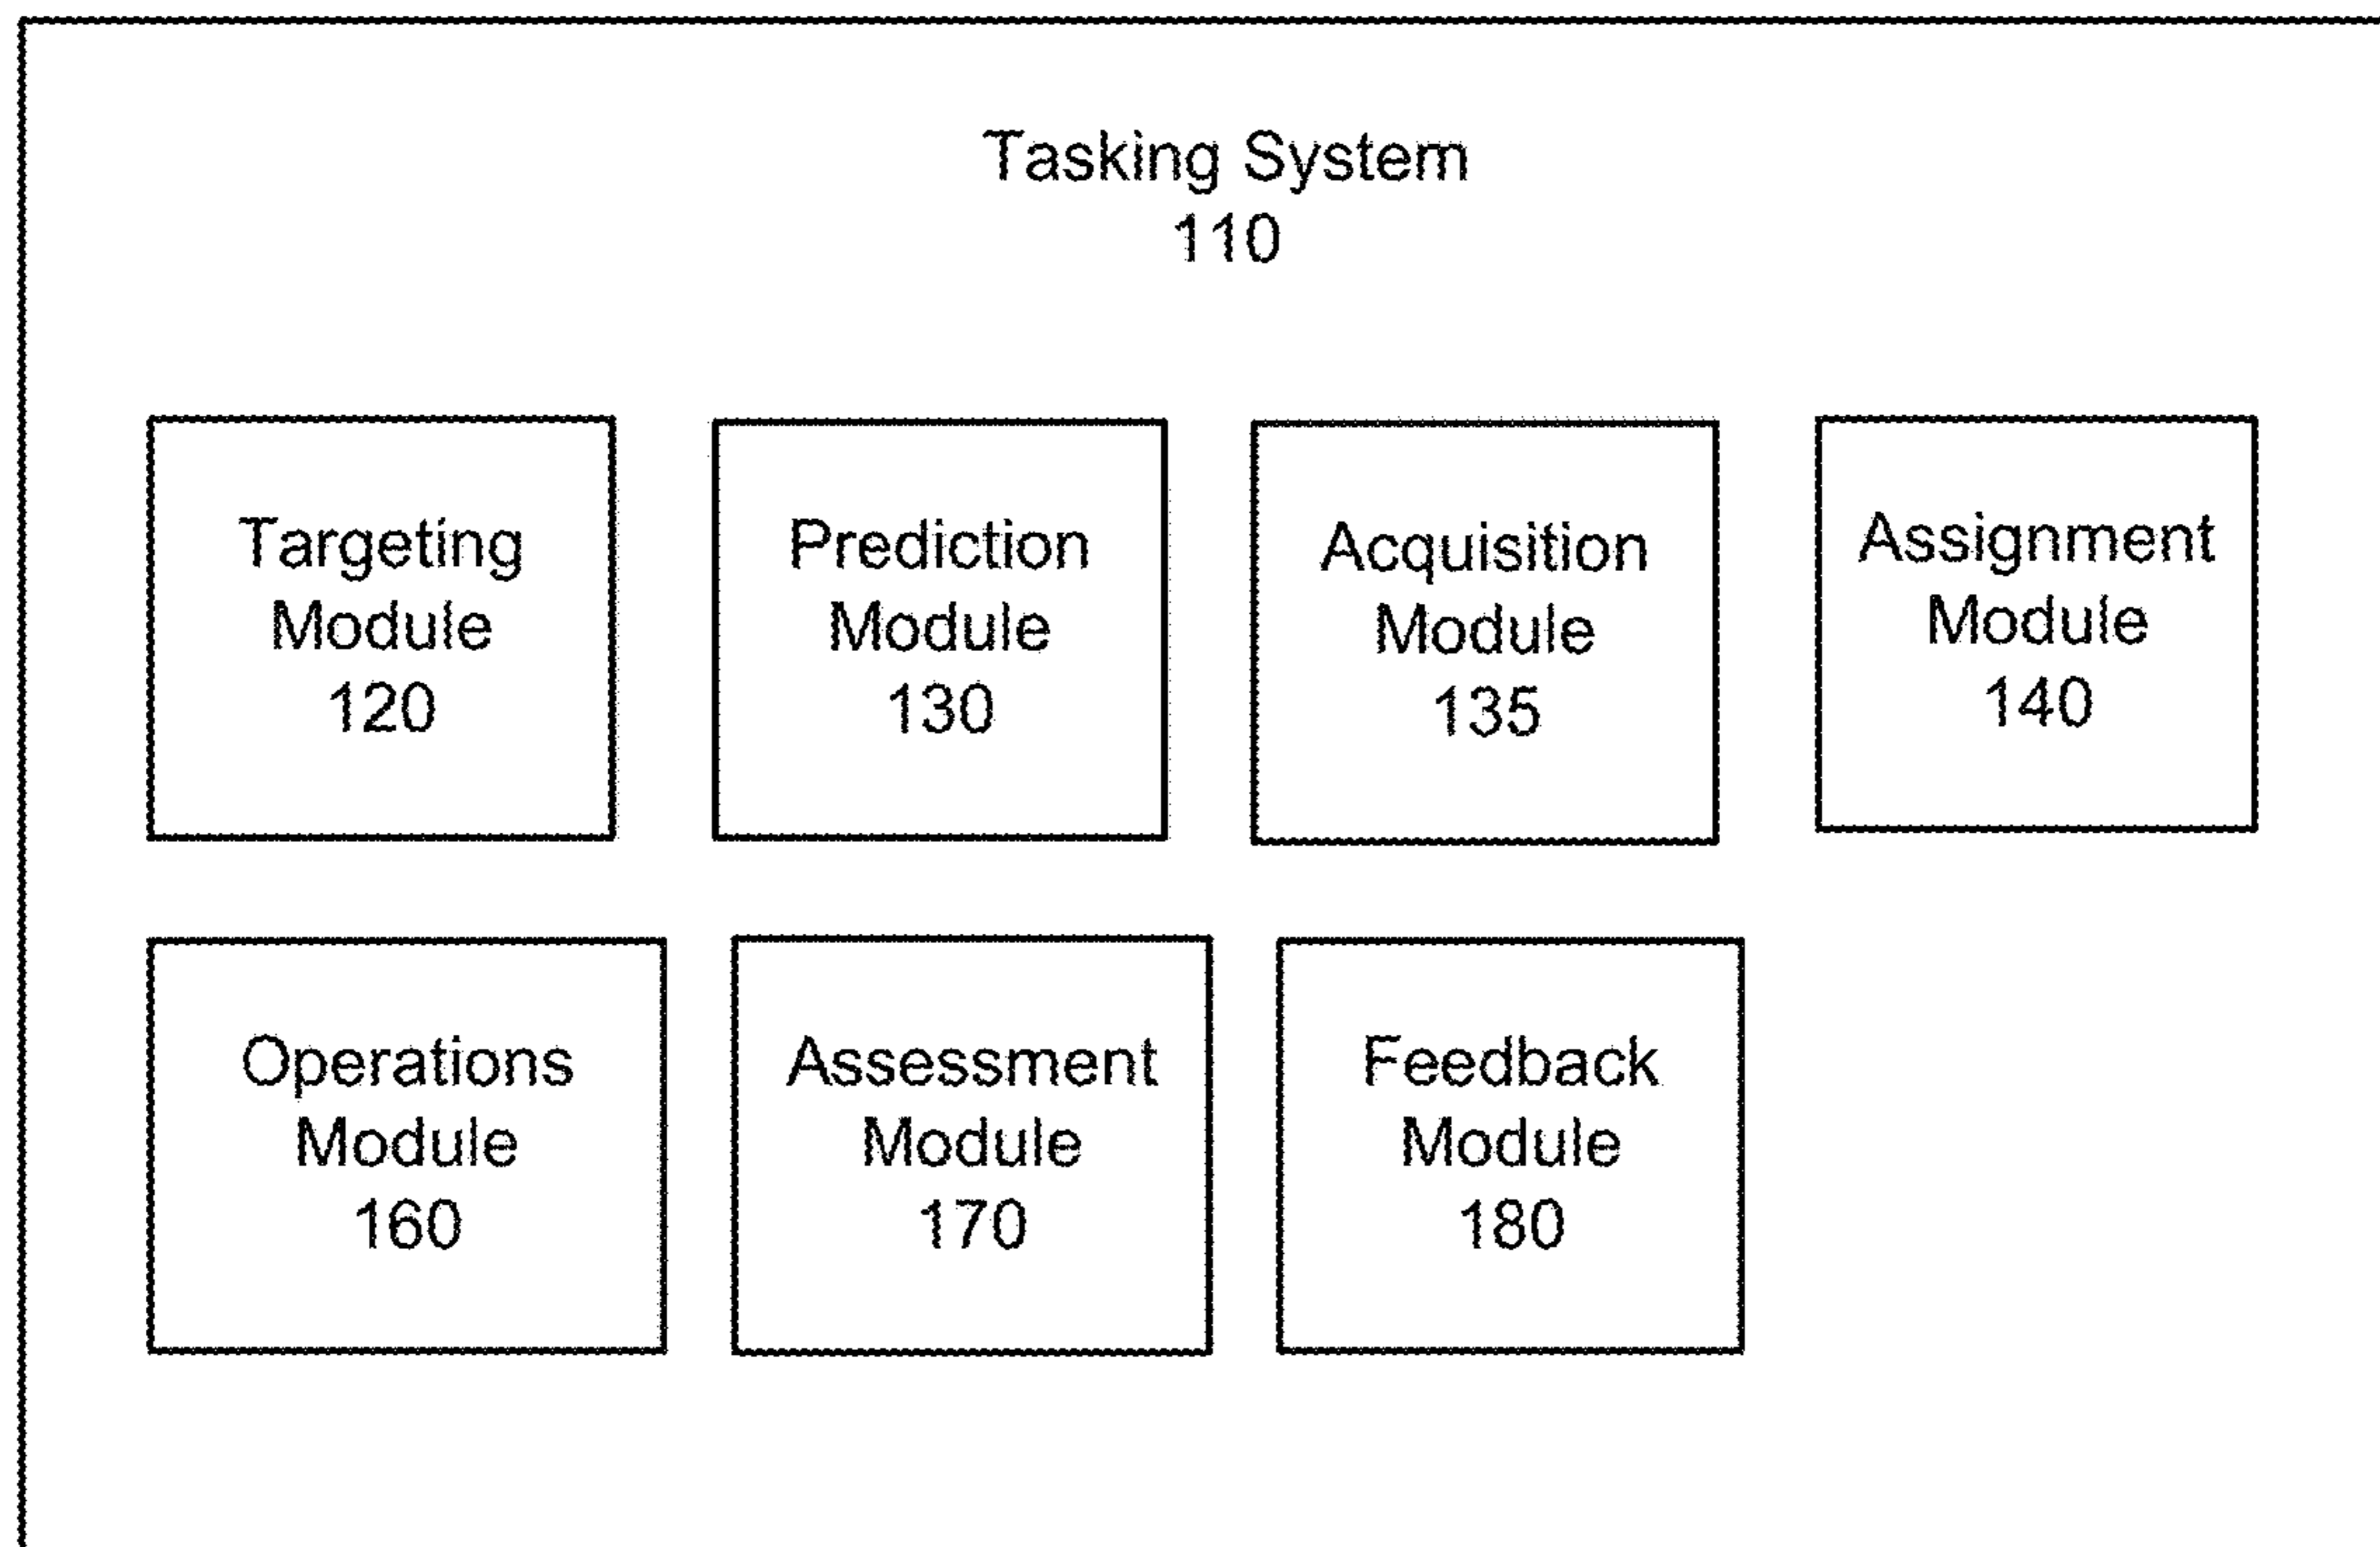 Tasking System
110
Targeting
Module
120
Prediction
Module
130
Acquisition
Module
135
Assignment
Module
140
Operations
Module
160
Assessment
Module
170
Feedback
Module
180